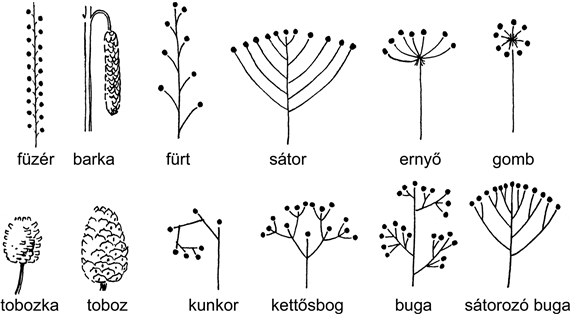 füzér barka fürt sátor ernyő gomb
tobozka toboz kunkor kettősbog buga sátorozó buga